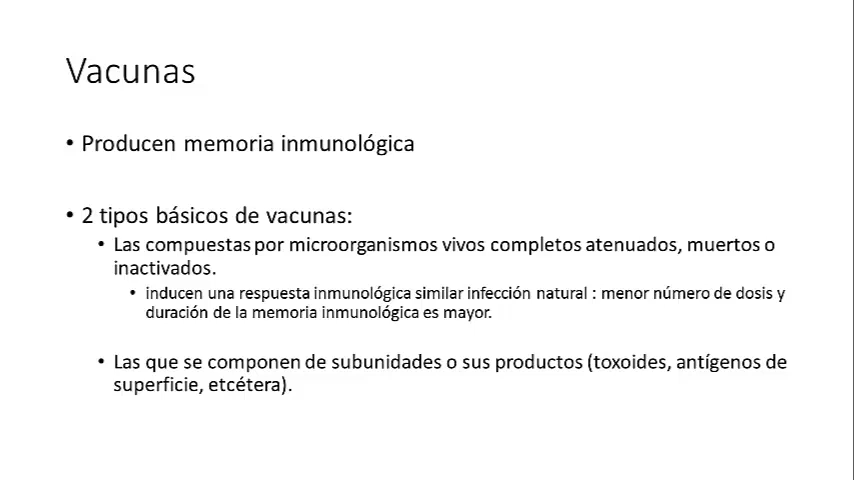 Vacunas
• Producen memoria inmunológica
• 2 tipos básicos de vacunas:
• Las compuestas por microorganismos vivos completos atenuados, muertos o
inactivados.
• inducen una respuesta inmunológica similar infección natural : menor número de dosis y
duración de la memoria inmunológica es mayor.
• Las que se componen de subunidades o sus productos (toxoides, antígenos de
superficie, etcétera).